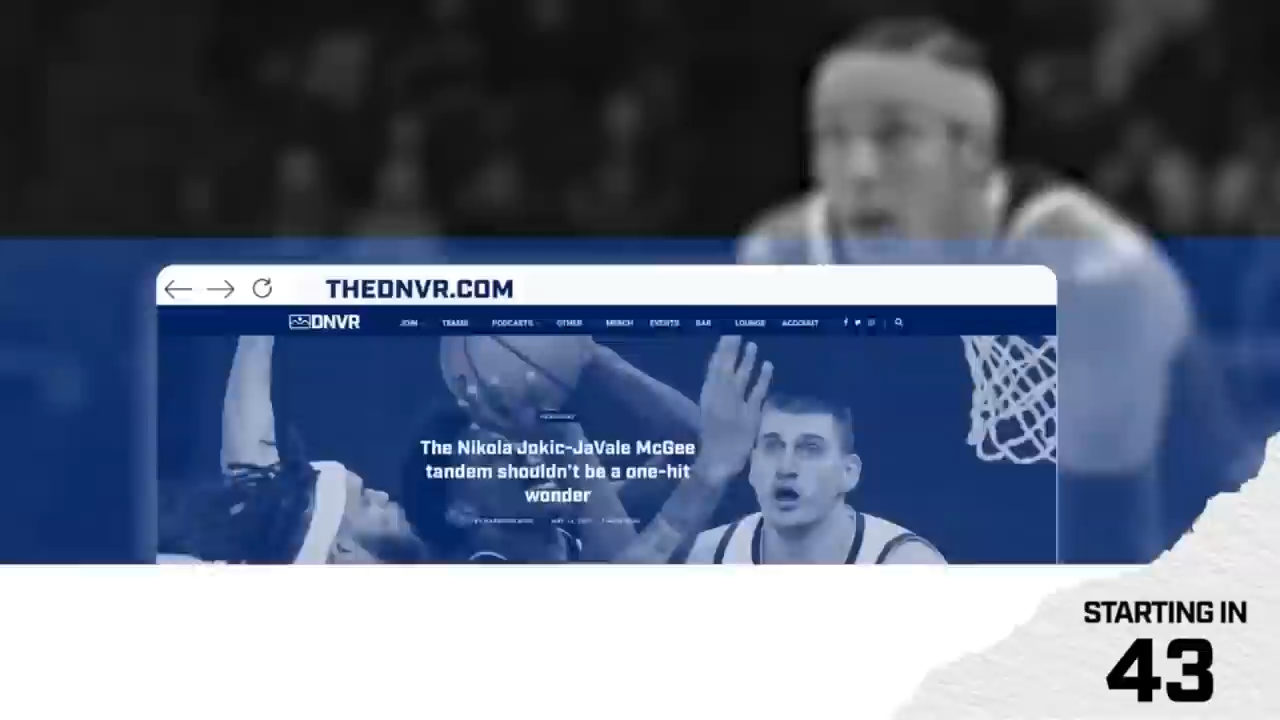 THEDNVR.COM
DNVR
JOIN TEAMS PODCASTS OTHER MERCH EVENTS BAR LOUNGE ACCOUNT
The Nikola Jokic-JaVale McGee
tandem shouldn't be a one-hit
wonder
STARTING IN
43